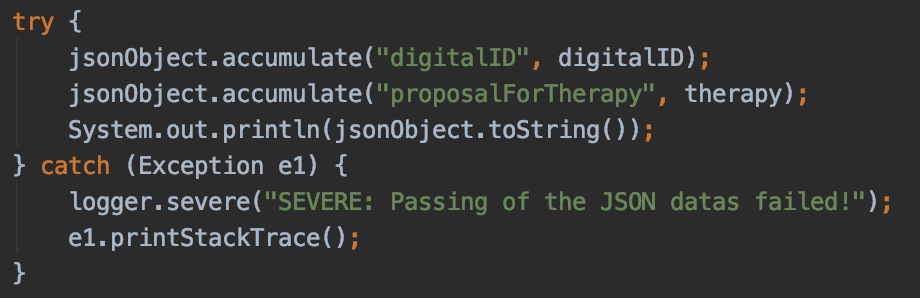 try {
    jsonObject.accumulate("digitalID", digitalID);
    jsonObject.accumulate("proposalForTherapy", therapy);
    System.out.println(jsonObject.toString());
} catch (Exception e1) {
    logger.severe("SEVERE: Passing of the JSON datas failed!");
    e1.printStackTrace();
}